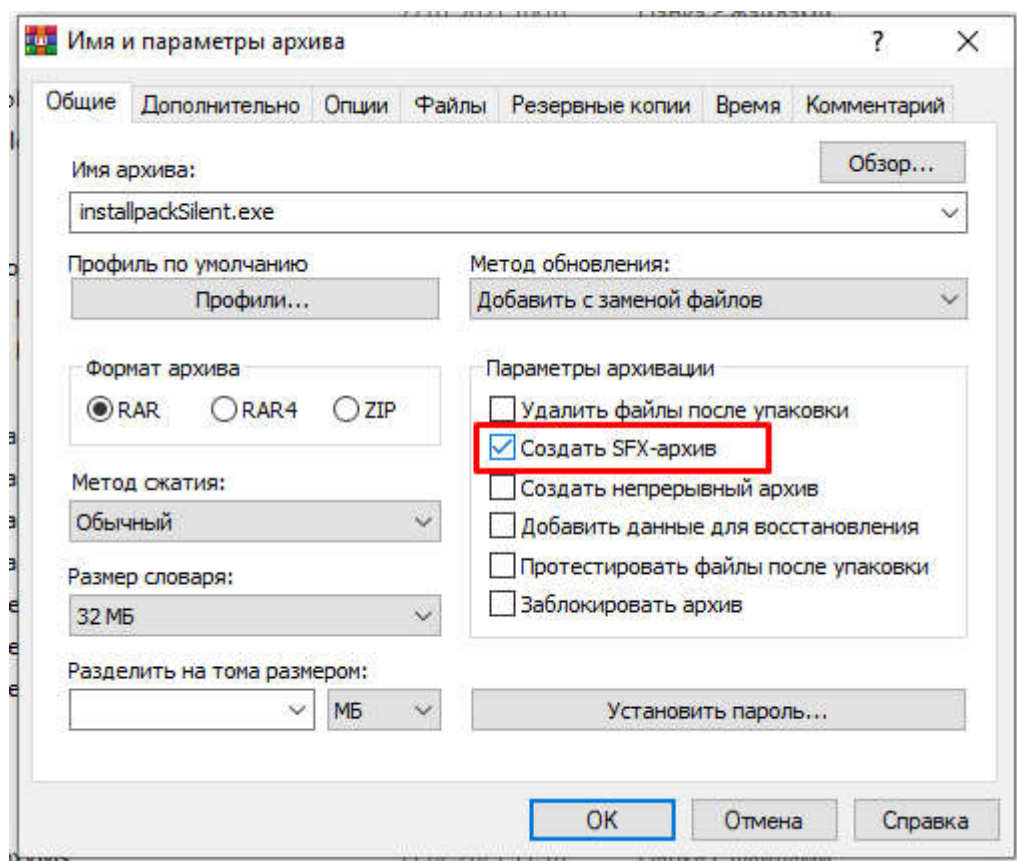 Имя и параметры архива
Общие Дополнительно Опции Файлы Резервные копии Время Комментарий
Имя архива:
Обзор...
installpackSilent.exe
Профиль по умолчанию
Метод обновления:
Профили...
Добавить с заменой файлов
Формат архива
Параметры архивации
RAR RAR4 ZIP
Удалить файлы после упаковки
Создать SFX-архив
Метод сжатия:
Создать непрерывный архив
Обычный
Добавить данные для восстановления
Размер словаря:
Протестировать файлы после упаковки
32 МБ
Заблокировать архив
Разделить на тома размером:
МБ
Установить пароль...
ОК Отмена Справка